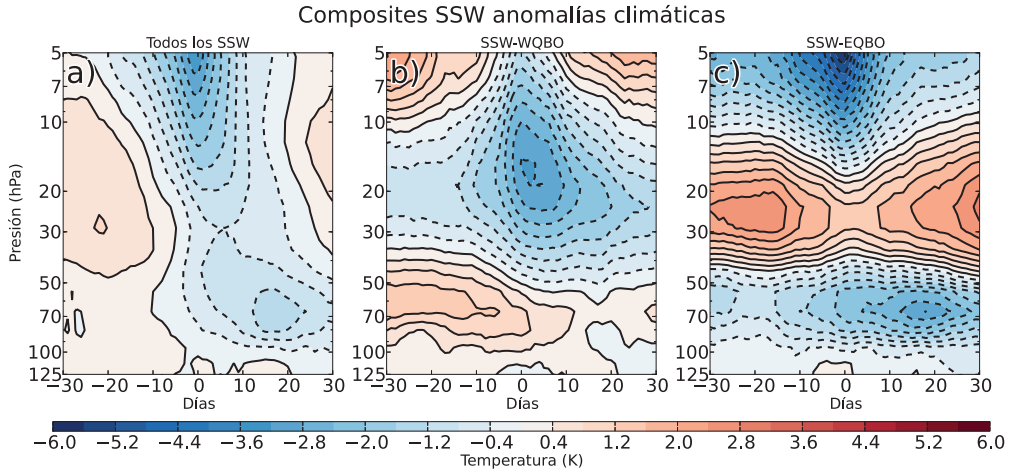 Composites SSW anomalías climáticas
Todos los SSW
SSW-WQBO
SSW-EQBO
a)
b)
c)
Presión (hPa)
5
7
10
20
30
50
70
100
125
−30 −20 −10 0 10 20 30
Días
5
7
10
20
30
50
70
100
125
−30 −20 −10 0 10 20 30
Días
5
7
10
20
30
50
70
100
125
−30 −20 −10 0 10 20 30
Días
−6.0 −5.2 −4.4 −3.6 −2.8 −2.0 −1.2 −0.4 0.4 1.2 2.0 2.8 3.6 4.4 5.2 6.0
Temperatura (K)